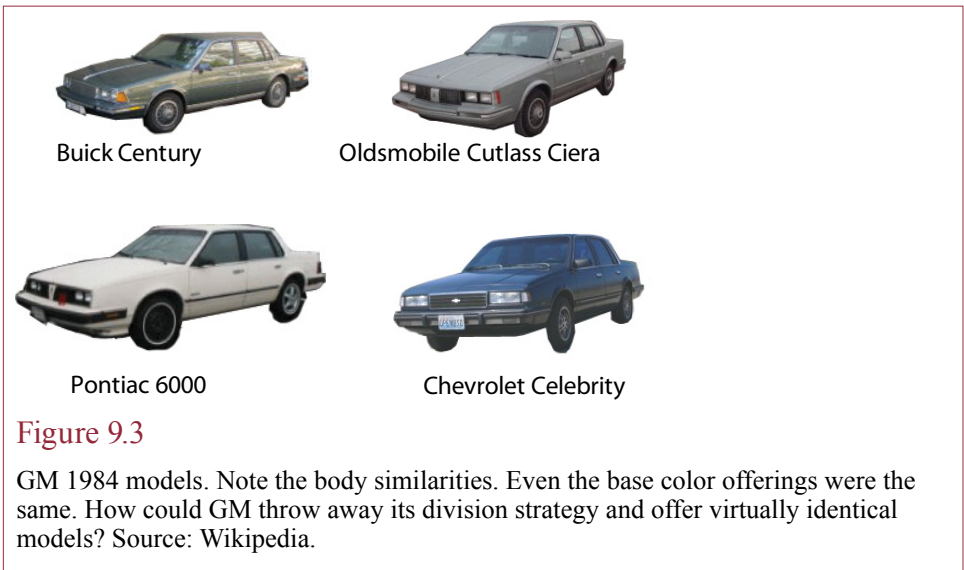 Buick Century
Oldsmobile Cutlass Ciera
Pontiac 6000
Chevrolet Celebrity
Figure 9.3
GM 1984 models. Note the body similarities. Even the base color offerings were the
same. How could GM throw away its division strategy and offer virtually identical
models? Source: Wikipedia.